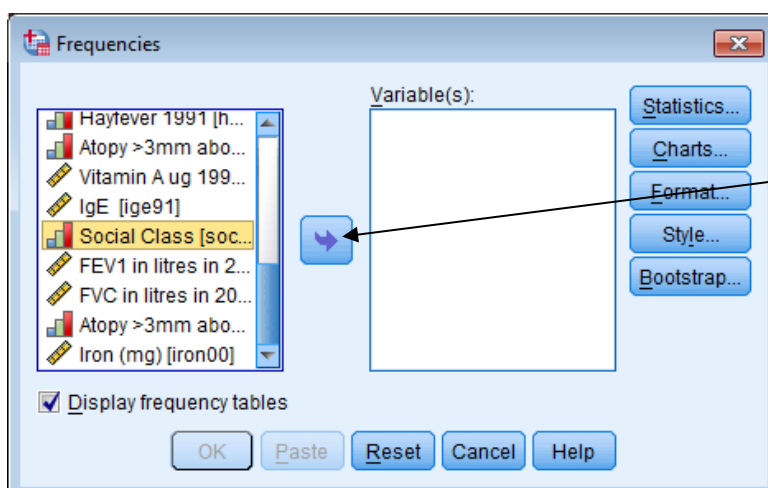 Frequencies
Variable(s):
Hayfever 1991 [h...
Atopy >3mm abo...
Vitamin A ug 199...
IgE [ige91]
Social Class [soc...
FEV1 in litres in 2...
FVC in litres in 20...
Atopy >3mm abo...
Iron (mg) [iron00]
Statistics...
Charts...
Format...
Style...
Bootstrap...
Display frequency tables
OK Paste Reset Cancel Help